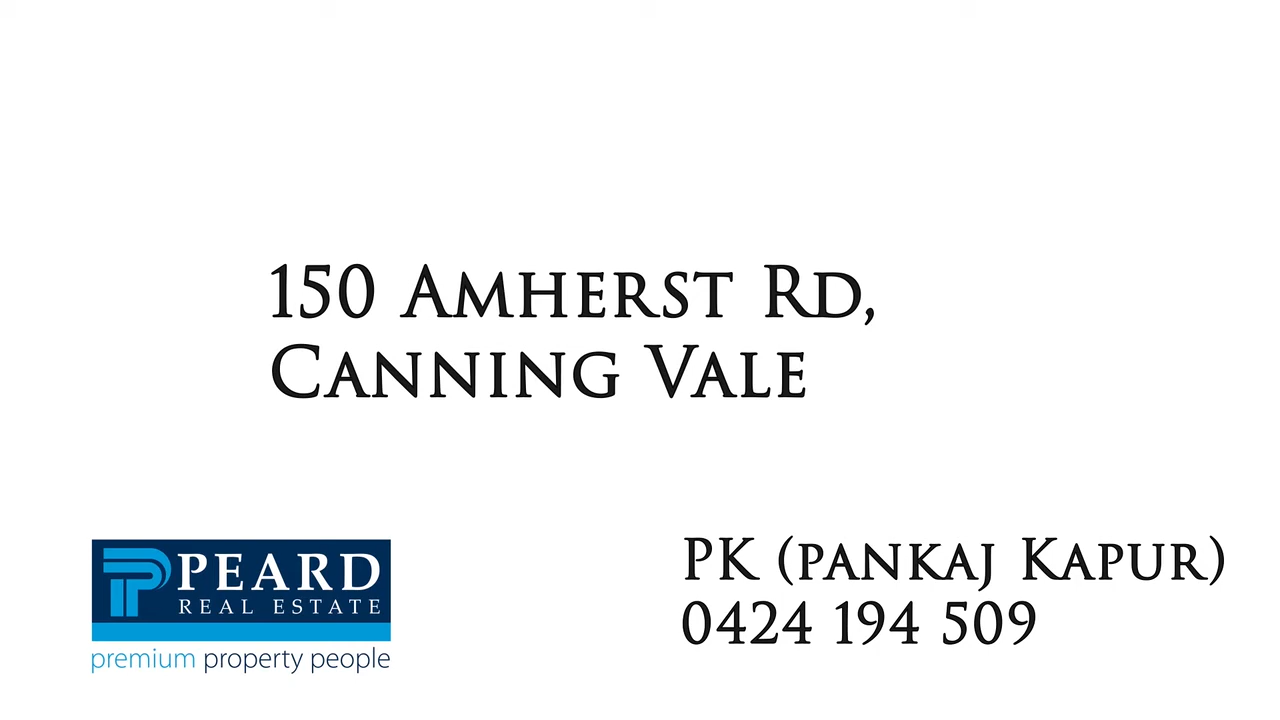 150 Amherst Rd,
Canning Vale
PEARD
REAL ESTATE
premium property people
PK (pankaj Kapur)
0424 194 509